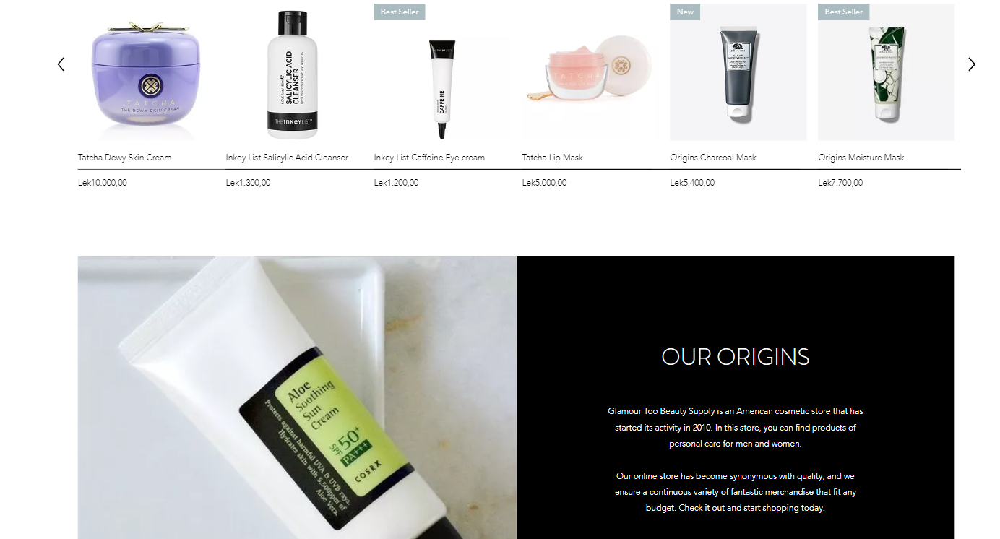 Best Seller
New
Best Seller
TATCHA
THE DEWY SKIN CREAM
SALICYLIC ACID
CLEANSER
THE INKEY LIST™
CAFFEINE
TATCHA
ORIGINS
ORIGINS
Tatcha Dewy Skin Cream
Inkey List Salicylic Acid Cleanser
Inkey List Caffeine Eye cream
Tatcha Lip Mask
Origins Charcoal Mask
Origins Moisture Mask
Lek10.000,00
Lek1.300,00
Lek1.200,00
Lek5.000,00
Lek5.400,00
Lek7.700,00
Aloe
Soothing
Sun
Cream
SPF 50+
PA+++
COSRX
Protects against harmful UVA & UVB rays.
Hydrates skin with 5,500ppm of
Aloe Vera.
OUR ORIGINS
Glamour Too Beauty Supply is an American cosmetic store that has
started its activity in 2010. In this store, you can find products of
personal care for men and women.
Our online store has become synonymous with quality, and we
ensure a continuous variety of fantastic merchandise that fit any
budget. Check it out and start shopping today.